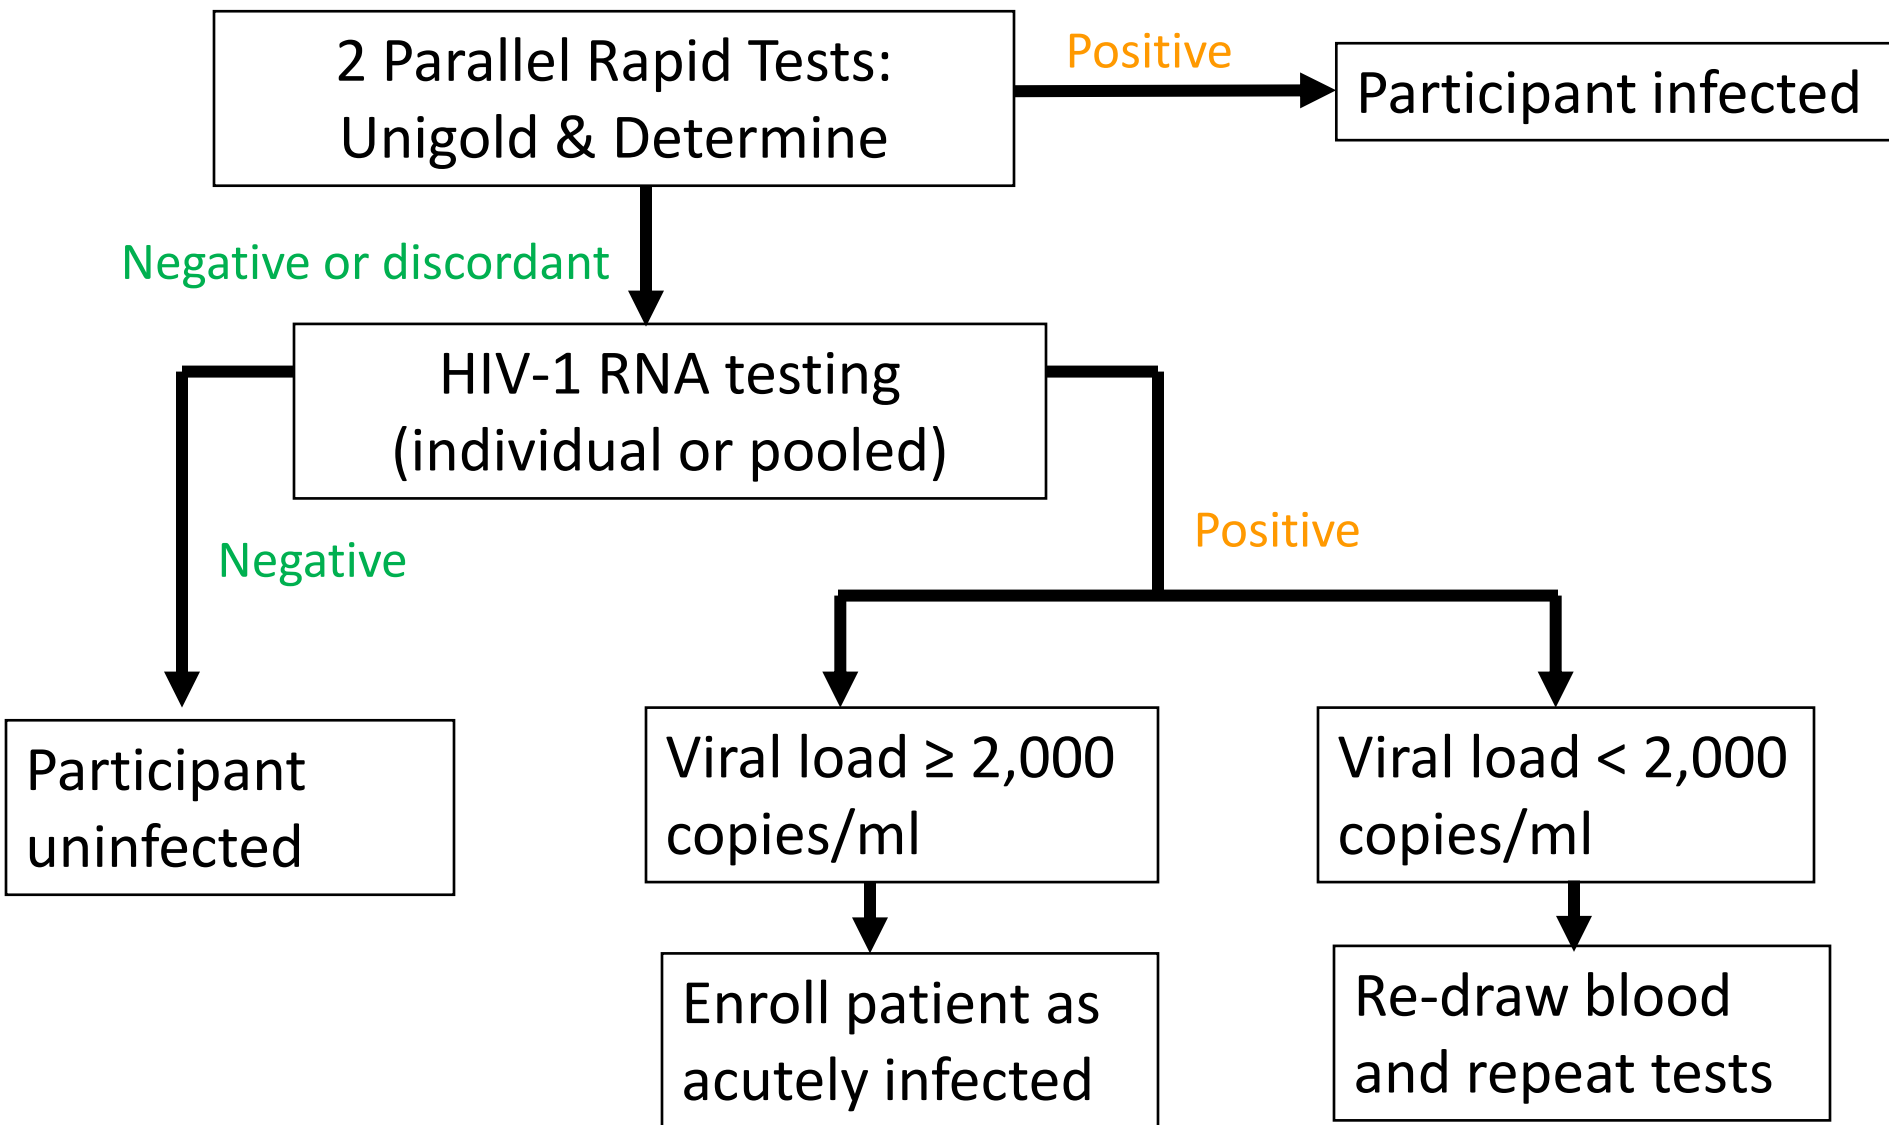 2 Parallel Rapid Tests:
Unigold & Determine
Positive
Participant infected
Negative or discordant
HIV-1 RNA testing
(individual or pooled)
Negative
Positive
Participant
uninfected
Viral load ≥ 2,000
copies/ml
Viral load < 2,000
copies/ml
Enroll patient as
acutely infected
Re-draw blood
and repeat tests